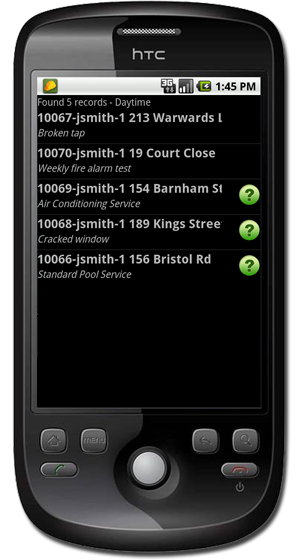 hTC
3G
1:45 PM
Found 5 records - Daytime
10067-jsmith-1 213 Warwards L
Broken tap
10070-jsmith-1 19 Court Close
Weekly fire alarm test
10069-jsmith-1 154 Barnham St
Air Conditioning Service
?
10068-jsmith-1 189 Kings Stree
Cracked window
?
10066-jsmith-1 156 Bristol Rd
Standard Pool Service
?
menu